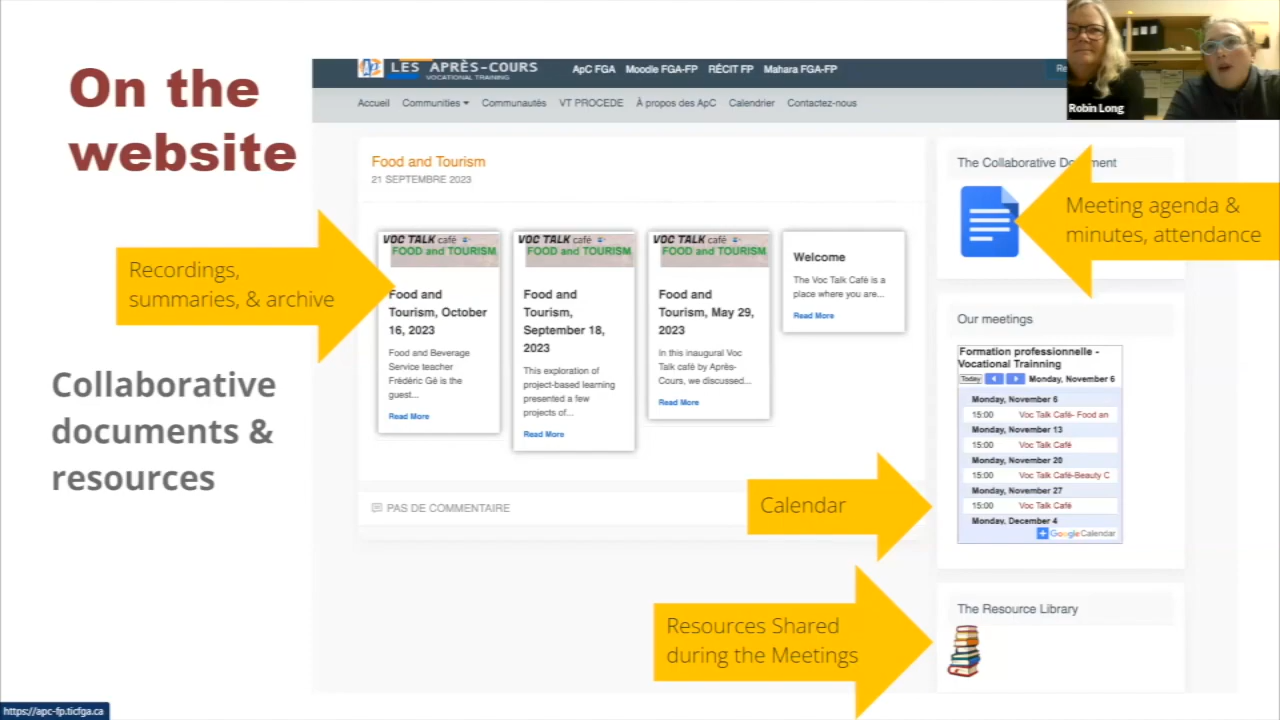 On the
website
Recordings,
summaries, & archive
Collaborative
documents &
resources
LES APRÈS-COURS
VOCATIONAL TRAINING
ApC FGA Moodle FGA-FP RÉCIT FP Mahara FGA-FP
Re
Robin Long
Accueil Communities Communautés VT PROCEDE À propos des ApC Calendrier Contactez-nous
Food and Tourism
21 SEPTEMBRE 2023
VOC TALK café
FOOD and TOURISM
Food and
Tourism, October
16, 2023
Food and Beverage
Service teacher
Frédéric Gé is the
guest...
Read More
VOC TALK café
FOOD and TOURISM
Food and
Tourism,
September 18,
2023
This exploration of
project-based learning
presented a few
projects of...
Read More
VOC TALK café
FOOD and TOURISM
Food and
Tourism, May 29,
2023
In this inaugural Voc
Talk café by Après-
Cours, we discussed...
Read More
Welcome
The Voc Talk Café is a
place where you are...
Read More
PAS DE COMMENTAIRE
The Collaborative Document
Meeting agenda &
minutes, attendance
Our meetings
Formation professionnelle -
Vocational Trainning
Today Monday, November 6
Monday, November 6
15:00 Voc Talk Café- Food an
Monday, November 13
15:00 Voc Talk Café
Monday, November 20
15:00 Voc Talk Café-Beauty C
Monday, November 27
15:00 Voc Talk Café
Monday, December 4
Google Calendar
Calendar
The Resource Library
Resources Shared
during the Meetings
https://apc-fp.ticfga.ca